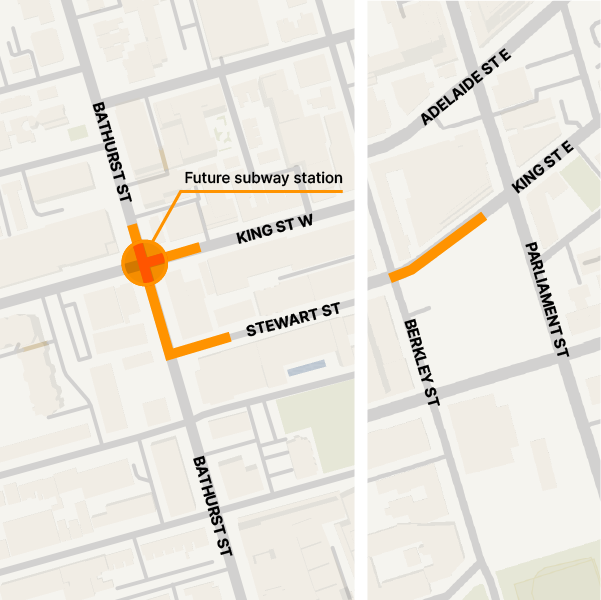 BATHURST ST
Future subway station
KING ST W
STEWART ST
BATHURST ST
ADELAIDE ST E
KING ST E
PARLIAMENT ST
BERKLEY ST